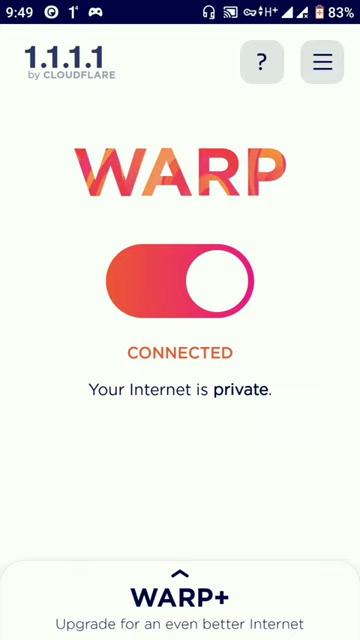 9:49 1⁴ H+ 83%
1.1.1.1
by CLOUDFLARE
?
WARP
CONNECTED
Your Internet is private.
WARP+
Upgrade for an even better Internet